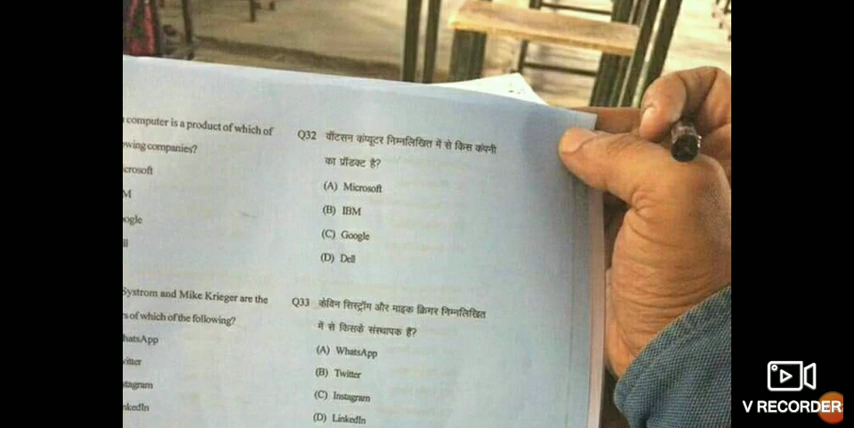 computer is a product of which of
wing companies?
crosoft
M
ogle
ll
Systrom and Mike Krieger are the
s of which of the following?
hatsApp
itter
tagram
nkedIn
Q32 वॉटसन कंप्यूटर निम्नलिखित में से किस कंपनी
का प्रॉडक्ट है?
(A) Microsoft
(B) IBM
(C) Google
(D) Dell
Q33 केविन सिस्ट्रॉम और माइक क्रिगर निम्नलिखित
में से किसके संस्थापक हैं?
(A) WhatsApp
(B) Twitter
(C) Instagram
(D) LinkedIn
V RECORDER